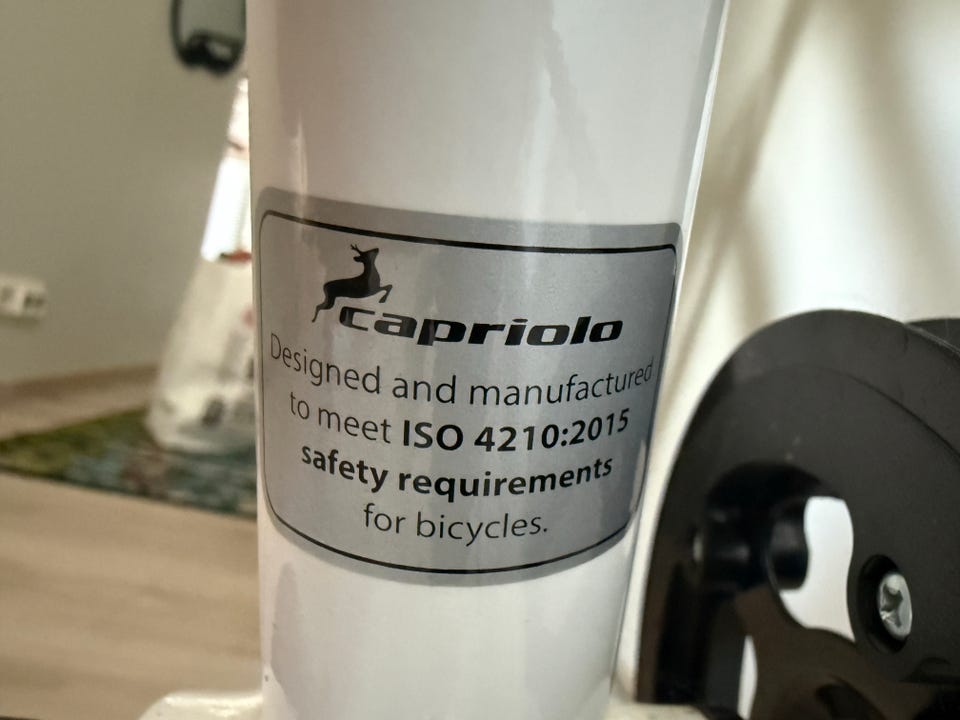 capriolo
Designed and manufactured
to meet ISO 4210:2015
safety requirements
for bicycles.